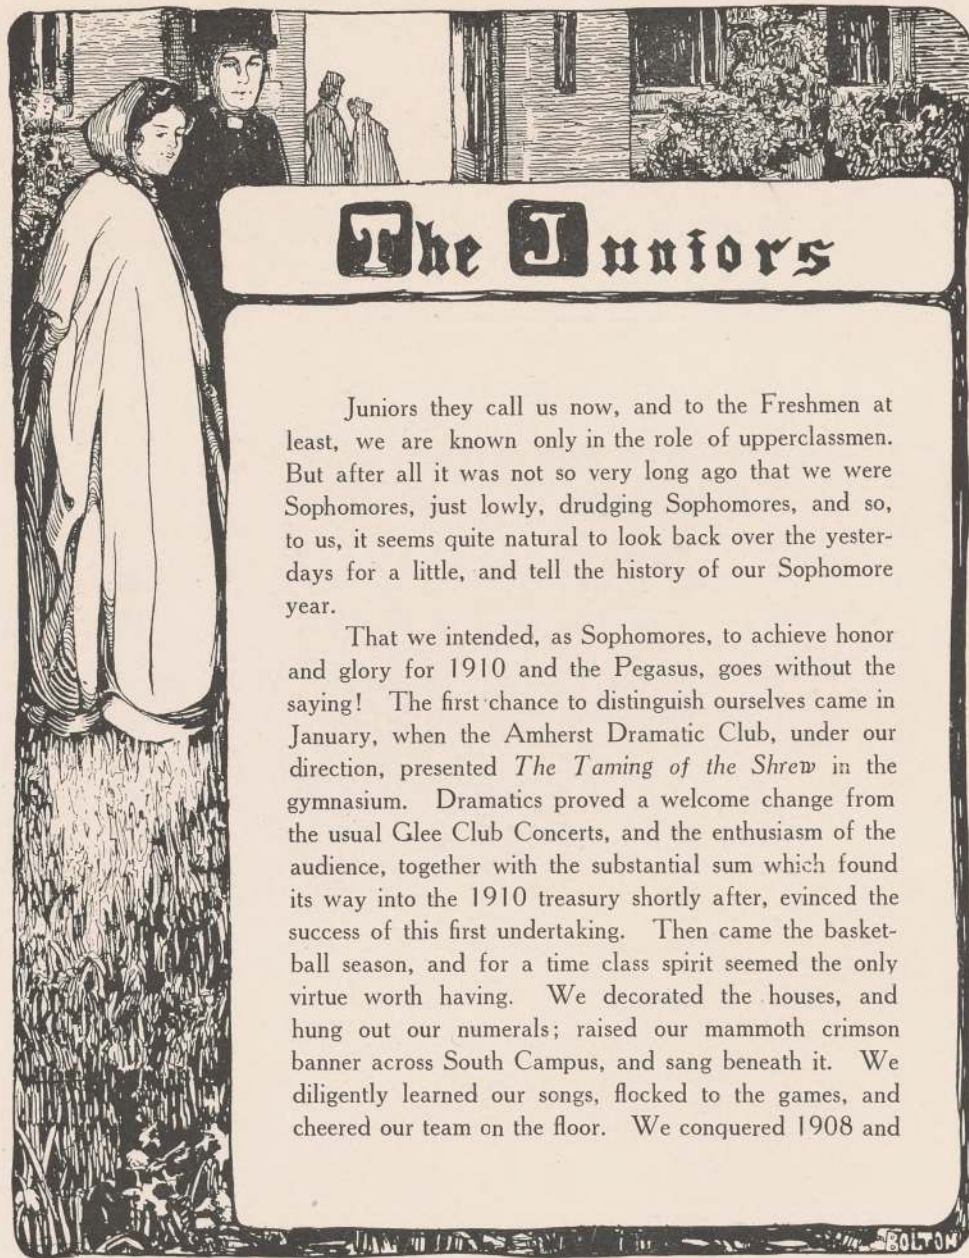 The Juniors
Juniors they call us now, and to the Freshmen at
least, we are known only in the role of upperclassmen.
But after all it was not so very long ago that we were
Sophomores, just lowly, drudging Sophomores, and so,
to us, it seems quite natural to look back over the yester-
days for a little, and tell the history of our Sophomore
year.
That we intended, as Sophomores, to achieve honor
and glory for 1910 and the Pegasus, goes without the
saying! The first chance to distinguish ourselves came in
January, when the Amherst Dramatic Club, under our
direction, presented The Taming of the Shrew in the
gymnasium. Dramatics proved a welcome change from
the usual Glee Club Concerts, and the enthusiasm of the
audience, together with the substantial sum which found
its way into the 1910 treasury shortly after, evinced the
success of this first undertaking. Then came the basket-
ball season, and for a time class spirit seemed the only
virtue worth having. We decorated the houses, and
hung out our numerals; raised our mammoth crimson
banner across South Campus, and sang beneath it. We
diligently learned our songs, flocked to the games, and
cheered our team on the floor. We conquered 1908 and
BOLTON